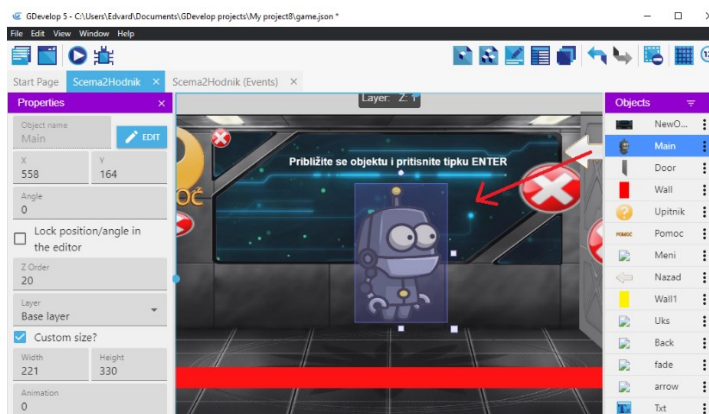 GDevelop 5 - C:\Users\Edvard\Documents\GDevelop projects\My project8\game.json *
File Edit View Window Help
Start Page
Scema2Hodnik ×
Scema2Hodnik (Events) ×
Properties ×
Object name
Main
EDIT
X
558
Y
164
Angle
0
Lock position/angle in
the editor
Z Order
20
Layer
Base layer
Custom size?
Width
221
Height
330
Animation
0
Layer: Z: 1
Približite se objektu i pritisnite tipku ENTER
OČ
Objects
NewO...
Main
Door
Wall
Upitnik
POMOC
Pomoc
Meni
Nazad
Wall1
Uks
Back
fade
arrow
Txt